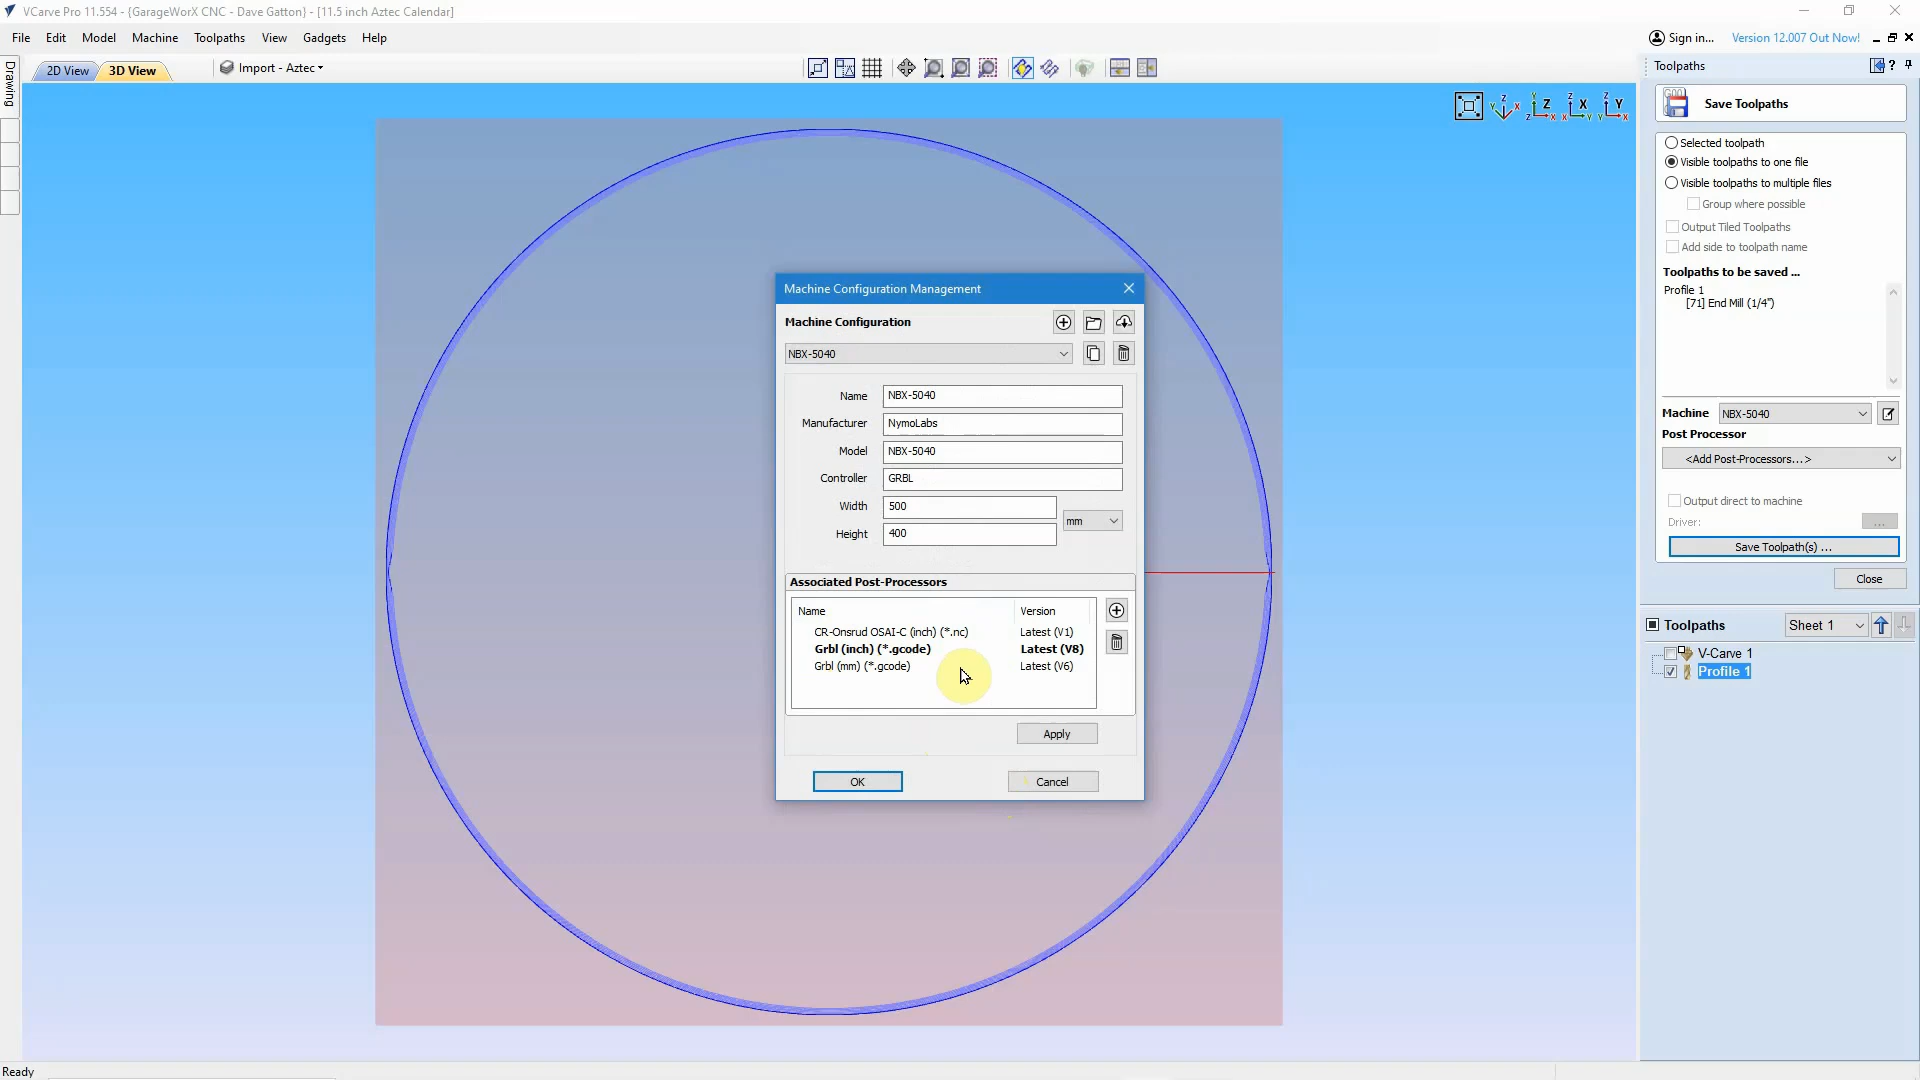 VCarve Pro 11.554 - {GarageWorX CNC - Dave Gatton} - [11.5 inch Aztec Calendar]
File Edit Model Machine Toolpaths View Gadgets Help
Sign in... Version 12.007 Out Now!
Drawing
2D View 3D View Import - Aztec
Toolpaths
Save Toolpaths
Selected toolpath
Visible toolpaths to one file
Visible toolpaths to multiple files
Group where possible
Output Tiled Toolpaths
Add side to toolpath name
Toolpaths to be saved ...
Profile 1
[71] End Mill (1/4")
Machine NBX-5040
Post Processor
<Add Post-Processors...>
Output direct to machine
Driver: ...
Save Toolpath(s) ...
Close
Toolpaths Sheet 1
V-Carve 1
Profile 1
Machine Configuration Management
Machine Configuration
NBX-5040
Name NBX-5040
Manufacturer NymoLabs
Model NBX-5040
Controller GRBL
Width 500
mm
Height 400
Associated Post-Processors
Name Version
CR-Onsrud OSAI-C (inch) (*.nc) Latest (V1)
Grbl (inch) (*.gcode) Latest (V8)
Grbl (mm) (*.gcode) Latest (V6)
Apply
OK Cancel
Ready